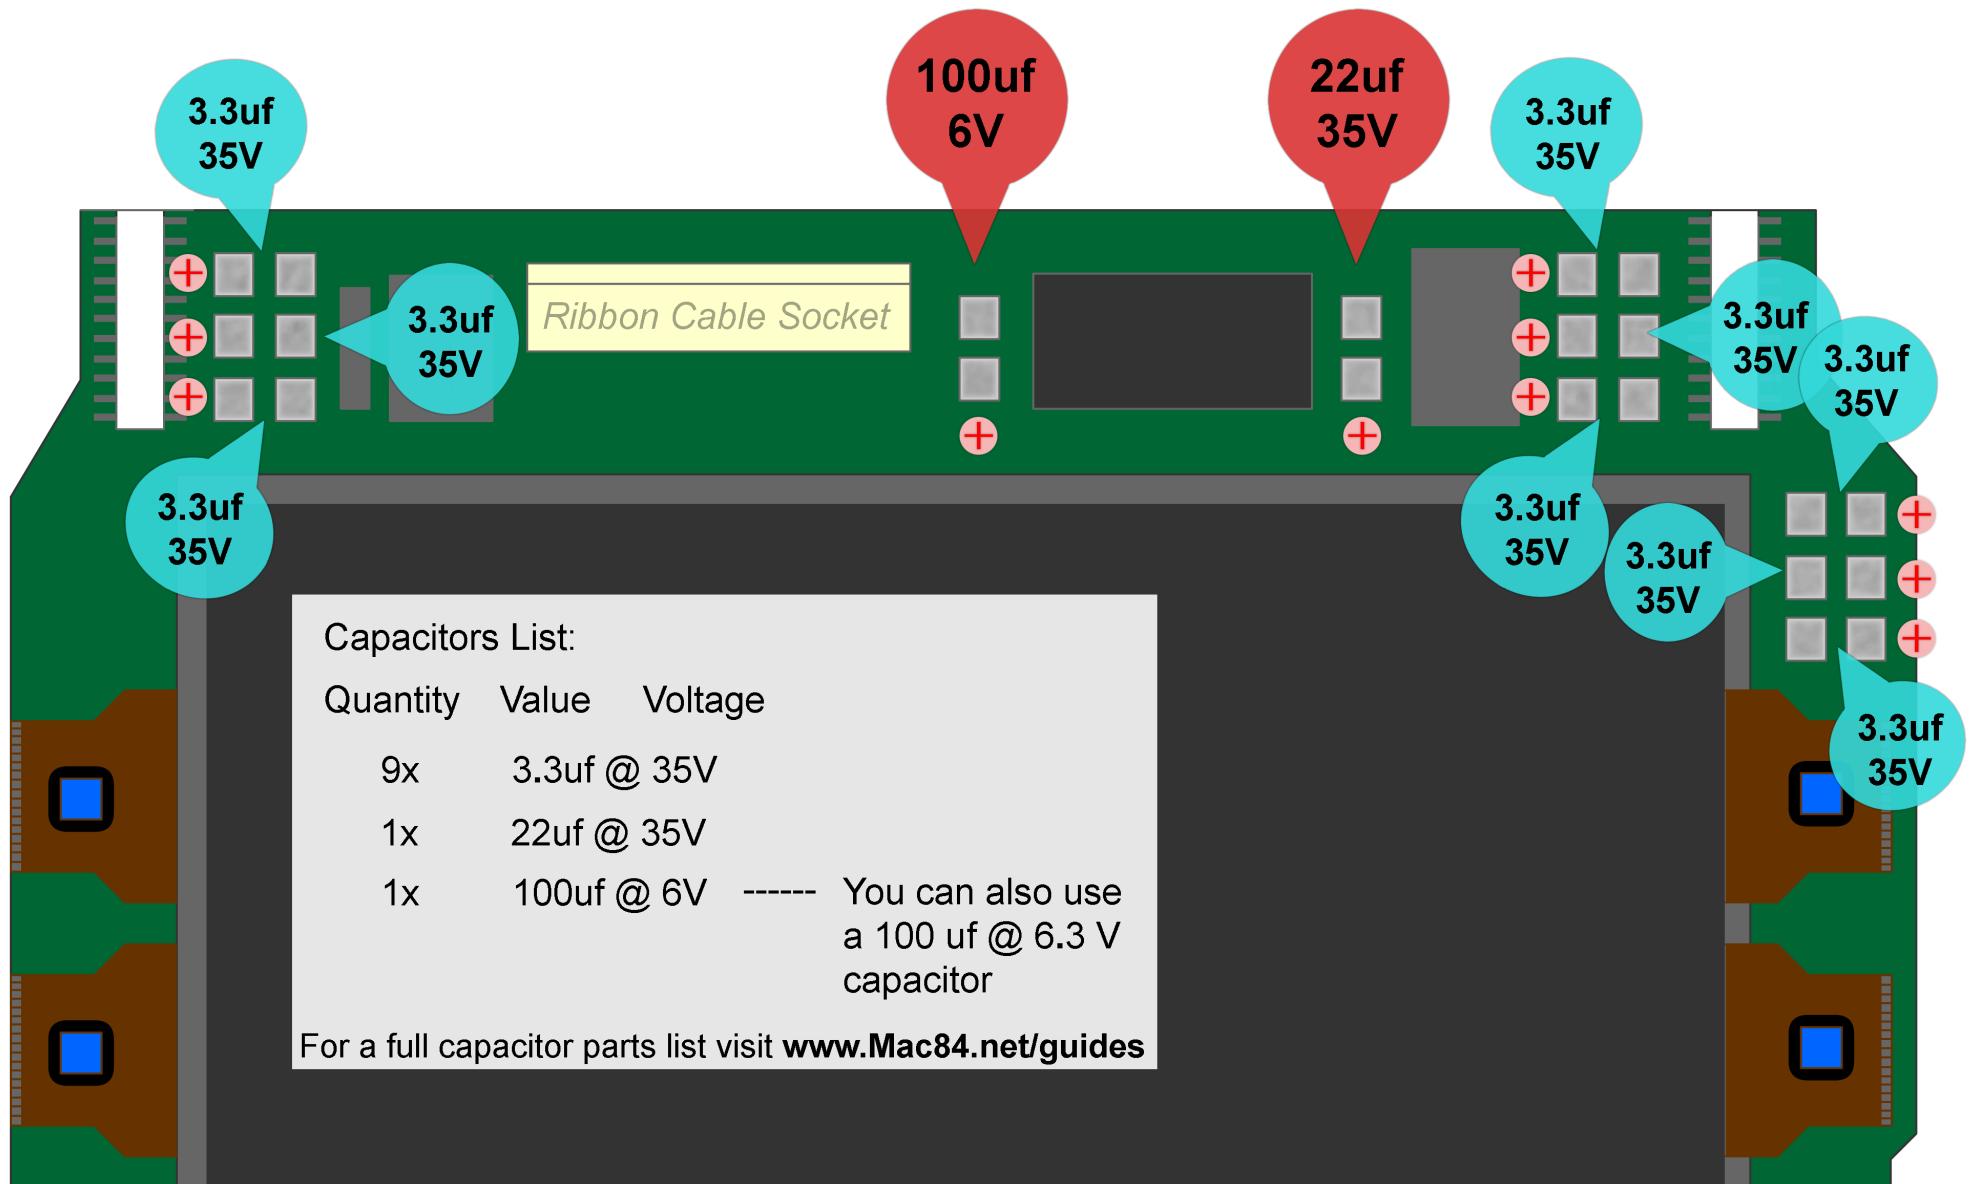 3.3uf
35V
100uf
6V
22uf
35V
3.3uf
35V
3.3uf
35V
Ribbon Cable Socket
3.3uf
35V
3.3uf
35V
3.3uf
35V
3.3uf
35V
3.3uf
35V
3.3uf
35V
Capacitors List:
Quantity Value Voltage
9x 3.3uf @ 35V
1x 22uf @ 35V
1x 100uf @ 6V ------ You can also use
a 100 uf @ 6.3 V
capacitor
For a full capacitor parts list visit www.Mac84.net/guides